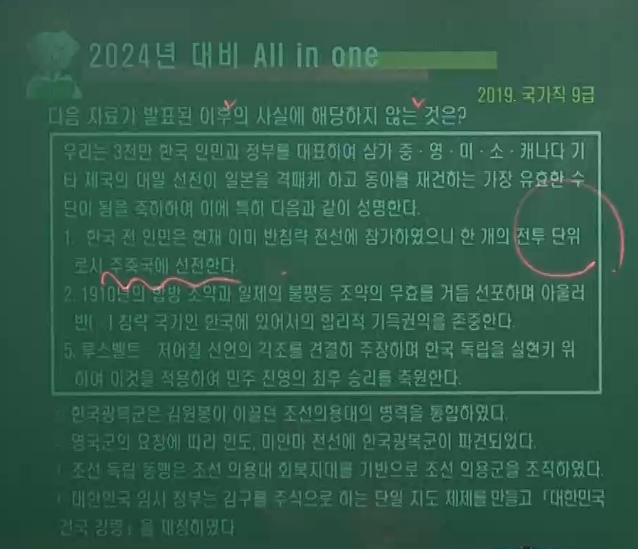 2024년 대비 All in one
2019. 국가직 9급
다음 자료가 발표된 이후의 사실에 해당하지 않는 것은?
우리는 3천만 한국 인민과 정부를 대표하여 삼가 중·영·미·소·캐나다 기
타 제국의 대일 선전이 일본을 격패케 하고 동아를 재건하는 가장 유효한 수
단이 됨을 축하하여 이에 특히 다음과 같이 성명한다.
1. 한국 전 인민은 현재 이미 반침략 전선에 참가하였으니 한 개의 전투 단위
로서 주축국에 선전한다.
2. 1910년의 합방 조약과 일제의 불평등 조약의 무효를 거듭 선포하며 아울러
반( ) 침략 국가인 한국에 있어서의 합리적 기득권익을 존중한다.
5. 루스벨트 처어칠 선언의 각조를 견결히 주장하며 한국 독립을 실현키 위
하여 이것을 적용하여 민주 진영의 최후 승리를 축원한다.
한국광복군은 김원봉이 이끌던 조선의용대의 병력을 통합하였다.
영국군의 요청에 따라 인도, 미얀마 전선에 한국광복군이 파견되었다.
조선 독립 동맹은 조선 의용대 화북지대를 기반으로 조선 의용군을 조직하였다.
대한민국 임시 정부는 김구를 주석으로 하는 단일 지도 체제를 만들고 「대한민국
건국 강령」을 제정하였다